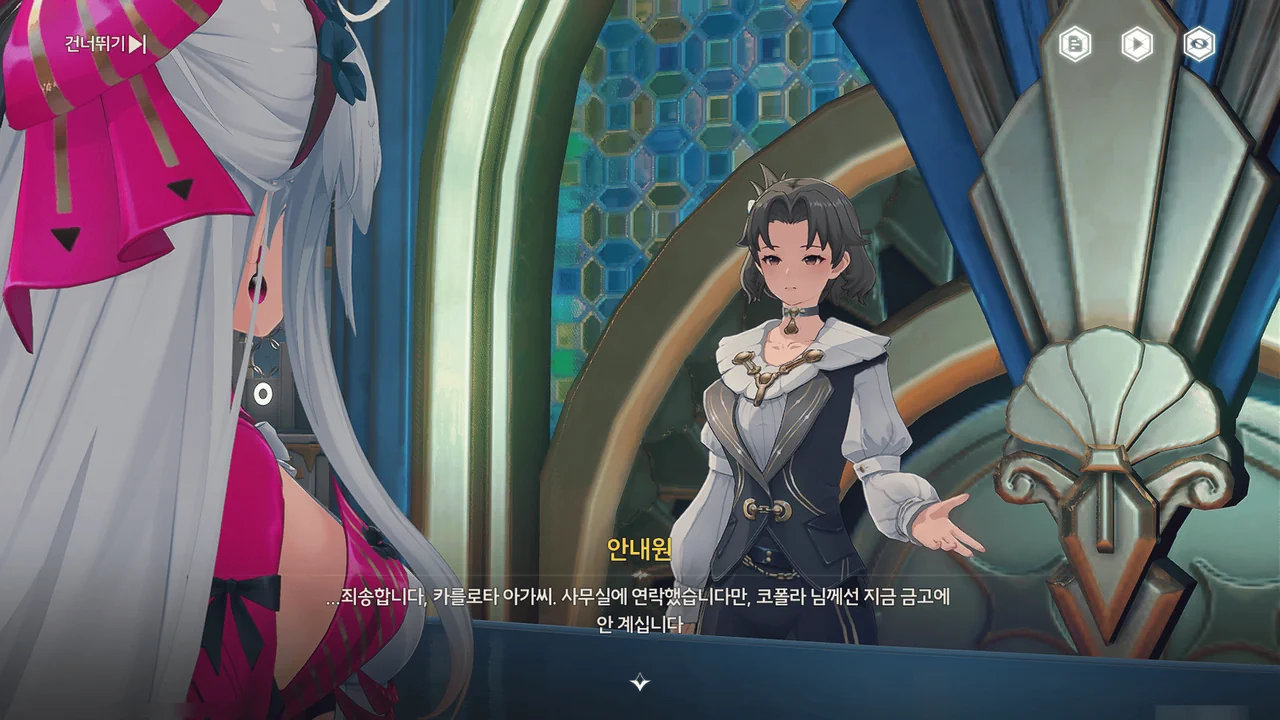 건너뛰기
안내원
...죄송합니다, 카를로타 아가씨. 사무실에 연락했습니다만, 코폴라 님께선 지금 금고에
안 계십니다